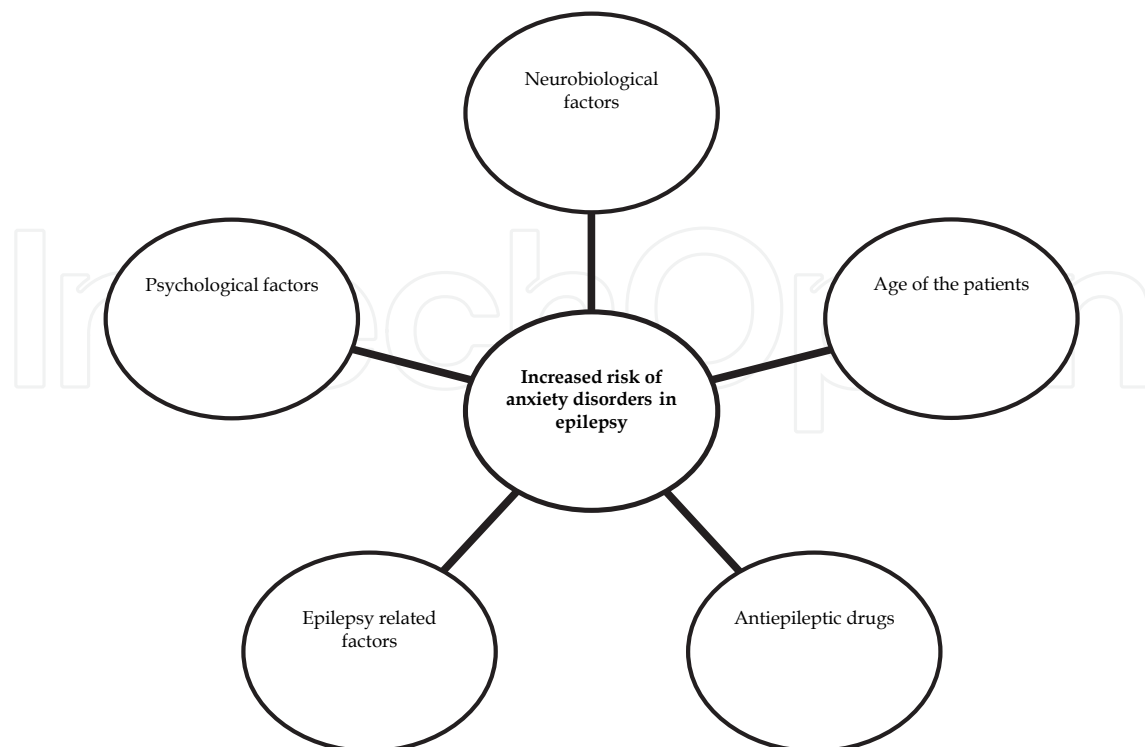 Neurobiological
factors
Psychological factors
Age of the patients
Increased risk of
anxiety disorders in
epilepsy
Epilepsy related
factors
Antiepileptic drugs
IntechOpen